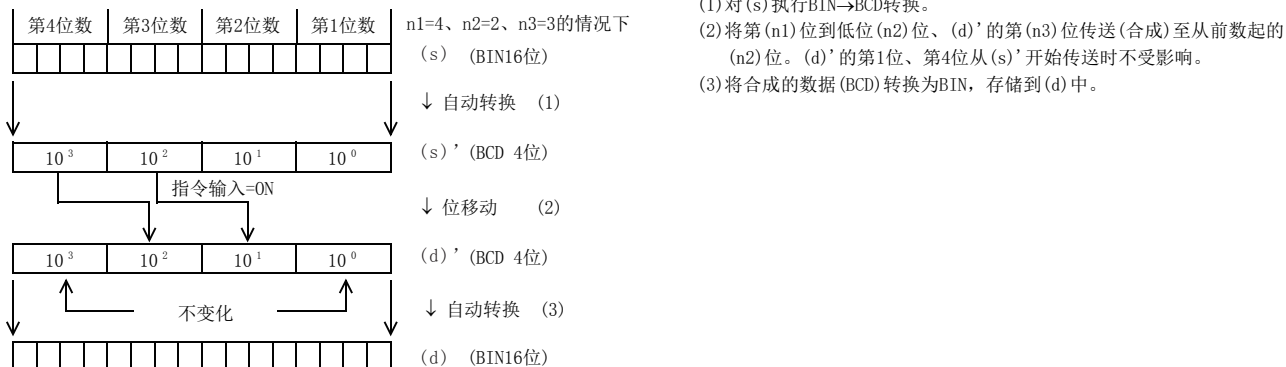 第4位数 第3位数 第2位数 第1位数
n1=4、n2=2、n3=3的情况下
(s) (BIN16位)
↓ 自动转换 (1)
10³ 10² 10¹ 10⁰
(s)’(BCD 4位)
指令输入=ON
↓ 位移动 (2)
10³ 10² 10¹ 10⁰
(d)’(BCD 4位)
不变化
↓ 自动转换 (3)
(d) (BIN16位)
(1)对(s)执行BIN→BCD转换。
(2)将第(n1)位到低位(n2)位、(d)’的第(n3)位传送(合成)至从前数起的
(n2)位。(d)’的第1位、第4位从(s)’开始传送时不受影响。
(3)将合成的数据(BCD)转换为BIN，存储到(d)中。